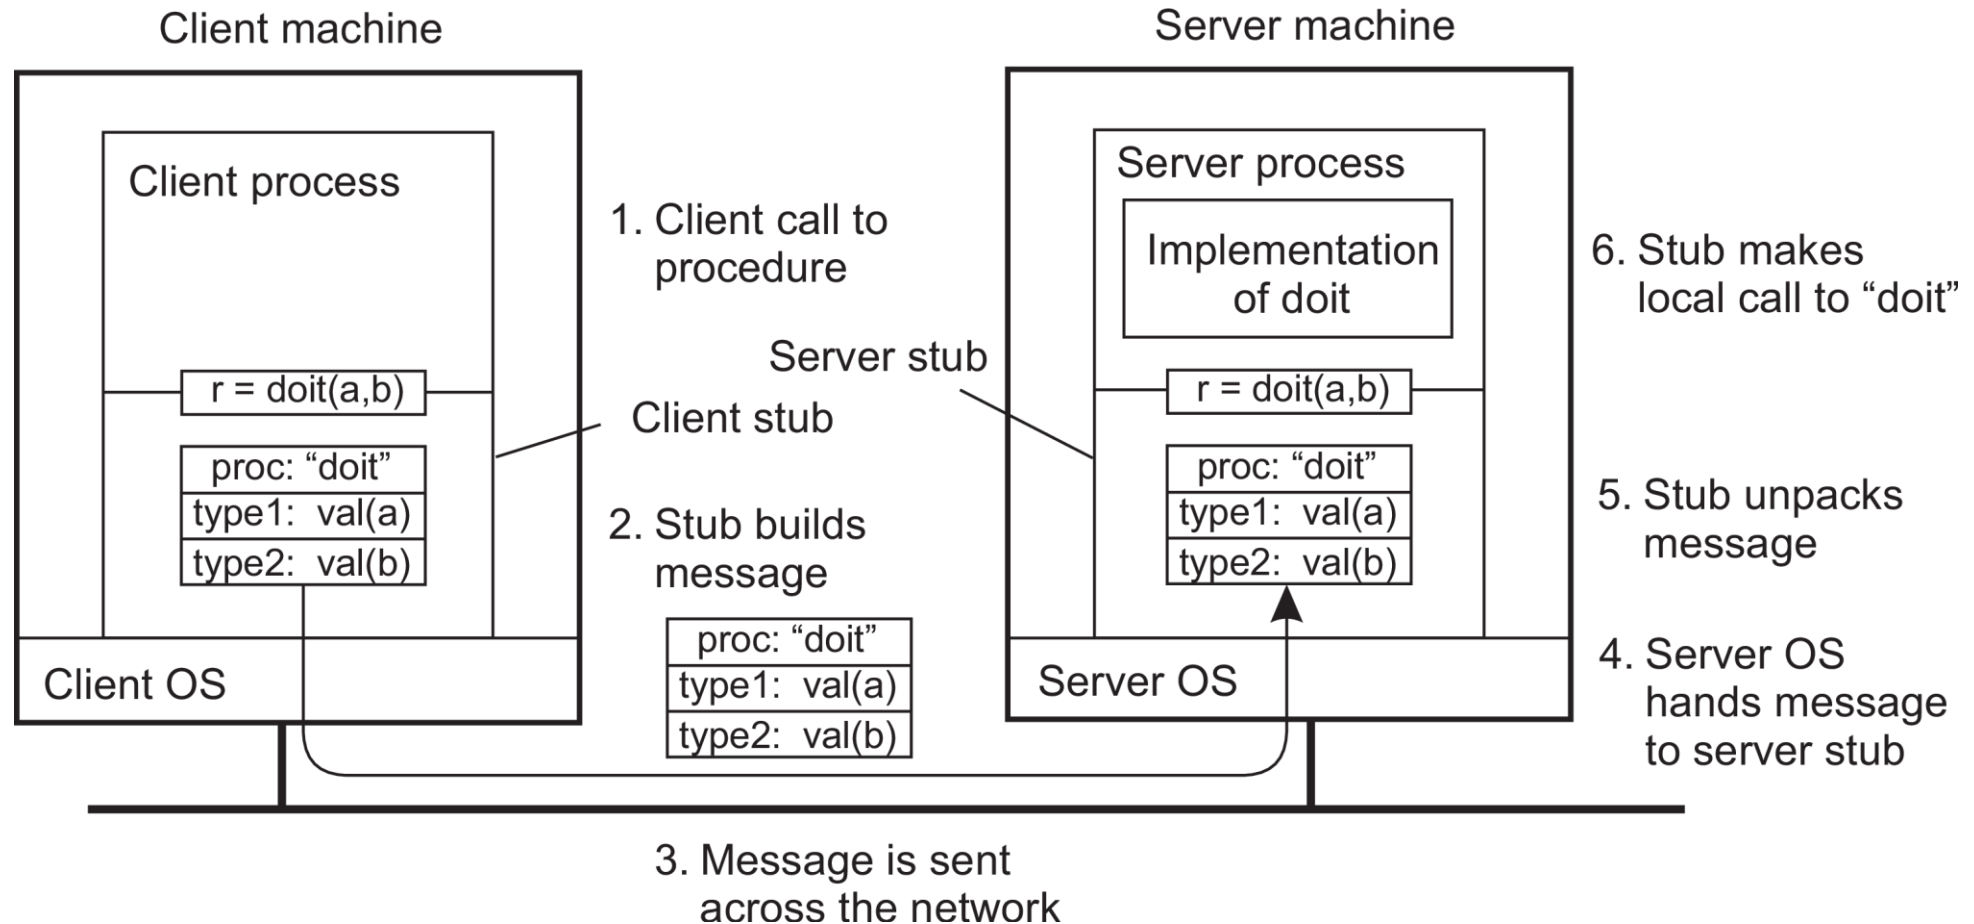 Client machine
Client process
r = doit(a,b)
proc: “doit”
type1: val(a)
type2: val(b)
Client OS
1. Client call to
procedure
Server stub
Client stub
2. Stub builds
message
proc: “doit”
type1: val(a)
type2: val(b)
3. Message is sent
across the network
Server machine
Server process
Implementation
of doit
r = doit(a,b)
proc: “doit”
type1: val(a)
type2: val(b)
Server OS
6. Stub makes
local call to “doit”
5. Stub unpacks
message
4. Server OS
hands message
to server stub